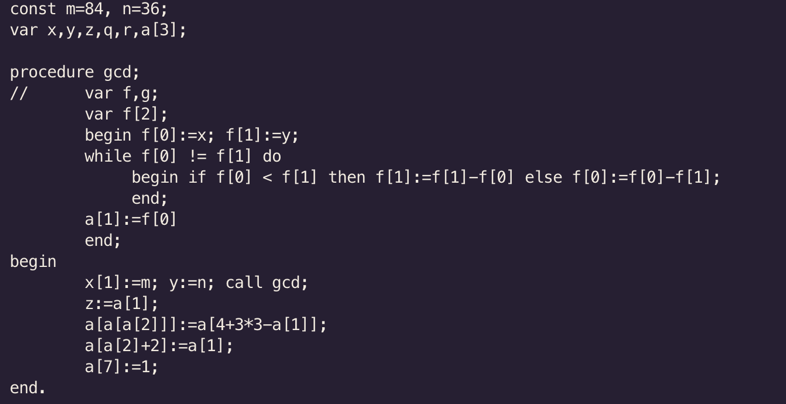 const m=84, n=36;
var x,y,z,q,r,a[3];
procedure gcd;
// var f,g;
var f[2];
begin f[0]:=x; f[1]:=y;
while f[0] != f[1] do
begin if f[0] < f[1] then f[1]:=f[1]-f[0] else f[0]:=f[0]-f[1];
end;
a[1]:=f[0]
end;
begin
x[1]:=m; y:=n; call gcd;
z:=a[1];
a[a[a[2]]]:=a[4+3*3-a[1]];
a[a[2]+2]:=a[1];
a[7]:=1;
end.